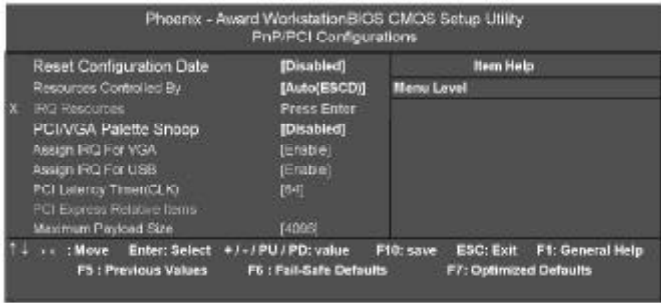 Phoenix - Award WorkstationBIOS CMOS Setup Utility
PnP/PCI Configurations
Reset Configuration Date [Disabled] Item Help
Resources Controlled By [Auto(ESCD)] Menu Level
X IRQ Resources Press Enter
PCI/VGA Palette Snoop [Disabled]
Assign IRQ For VGA [Enable]
Assign IRQ For USB [Enable]
PCI Latency Timer(CLK) [64]
PCI Express Relative Items
Maximum Payload Size [4096]
↑↓ : Move Enter: Select +/-/ PU / PD: value F10: save ESC: Exit F1: General Help
F5 : Previous Values F6 : Fail-Safe Defaults F7: Optimized Defaults